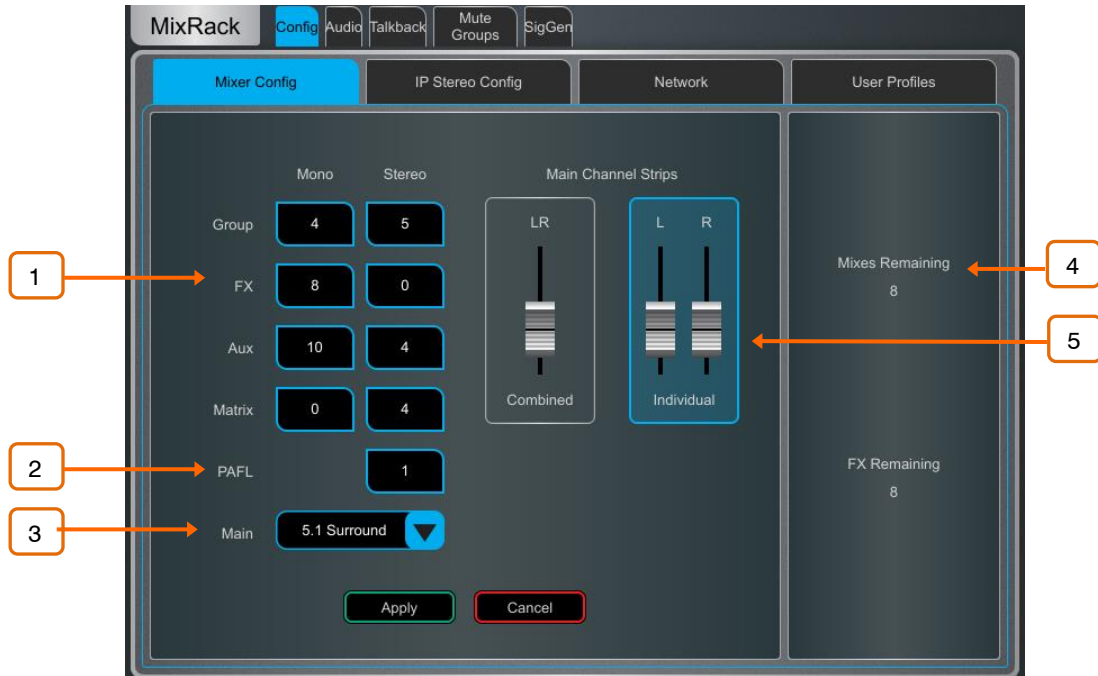 MixRack Config Audio Talkback Mute Groups SigGen
Mixer Config IP Stereo Config Network User Profiles
Mono Stereo Main Channel Strips
Group 4 5 LR L R
1 FX 8 0 Mixes Remaining 4
8
Aux 10 4 5
Matrix 0 4 Combined Individual
2 PAFL 1 FX Remaining
8
3 Main 5.1 Surround
Apply Cancel